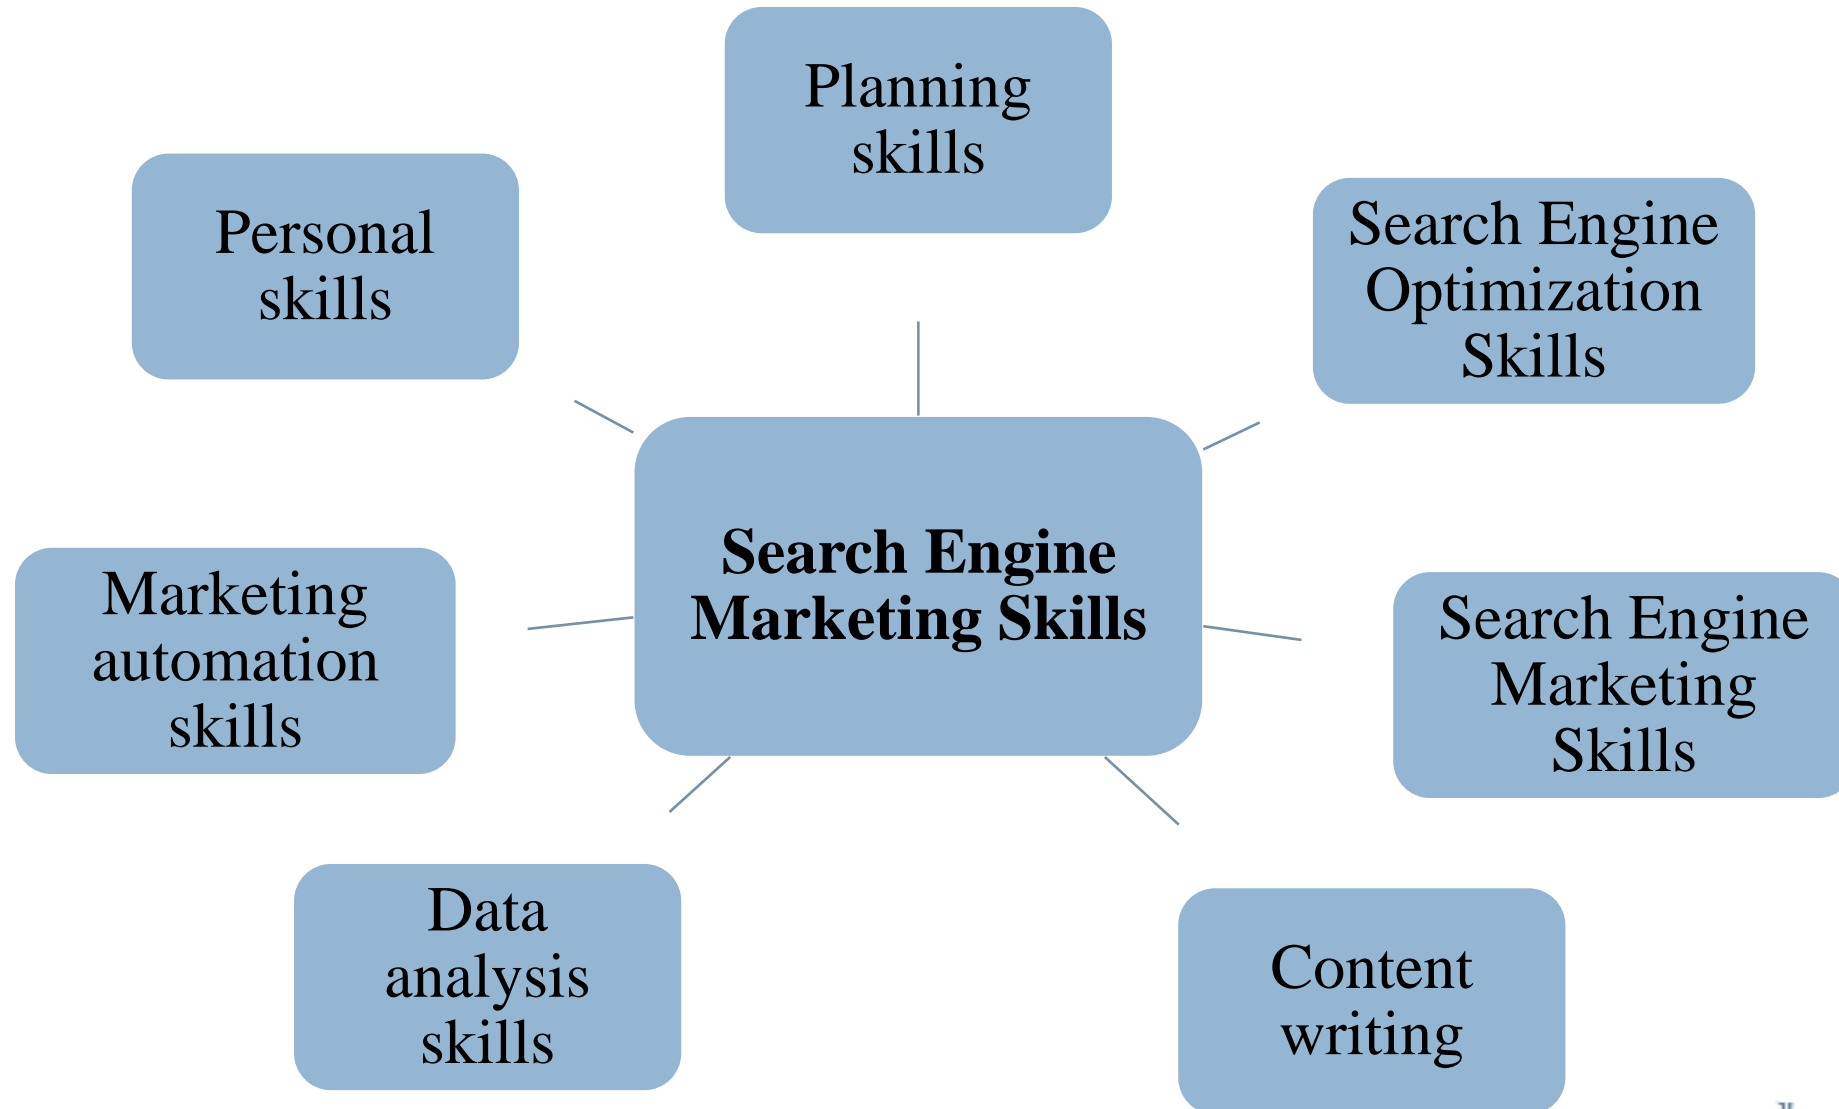 Planning
skills
Search Engine
Optimization
Skills
Search Engine
Marketing
Skills
Content
writing
Data
analysis
skills
Marketing
automation
skills
Personal
skills
Search Engine
Marketing Skills